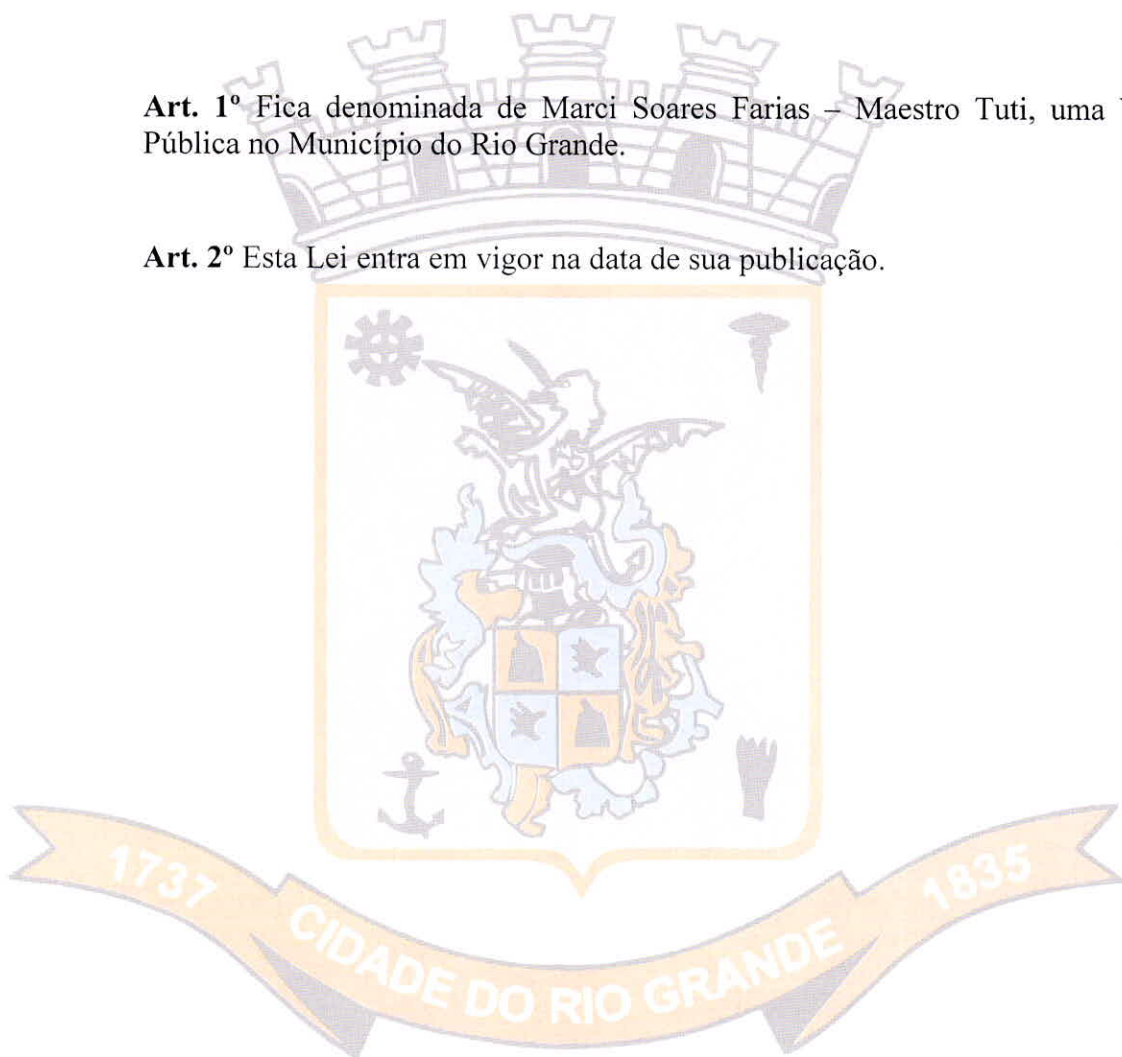 Art. 1º Fica denominada de Marci Soares Farias – Maestro Tuti, uma
Pública no Município do Rio Grande.
Art. 2º Esta Lei entra em vigor na data de sua publicação.
1737 CIDADE DO RIO GRANDE 1835